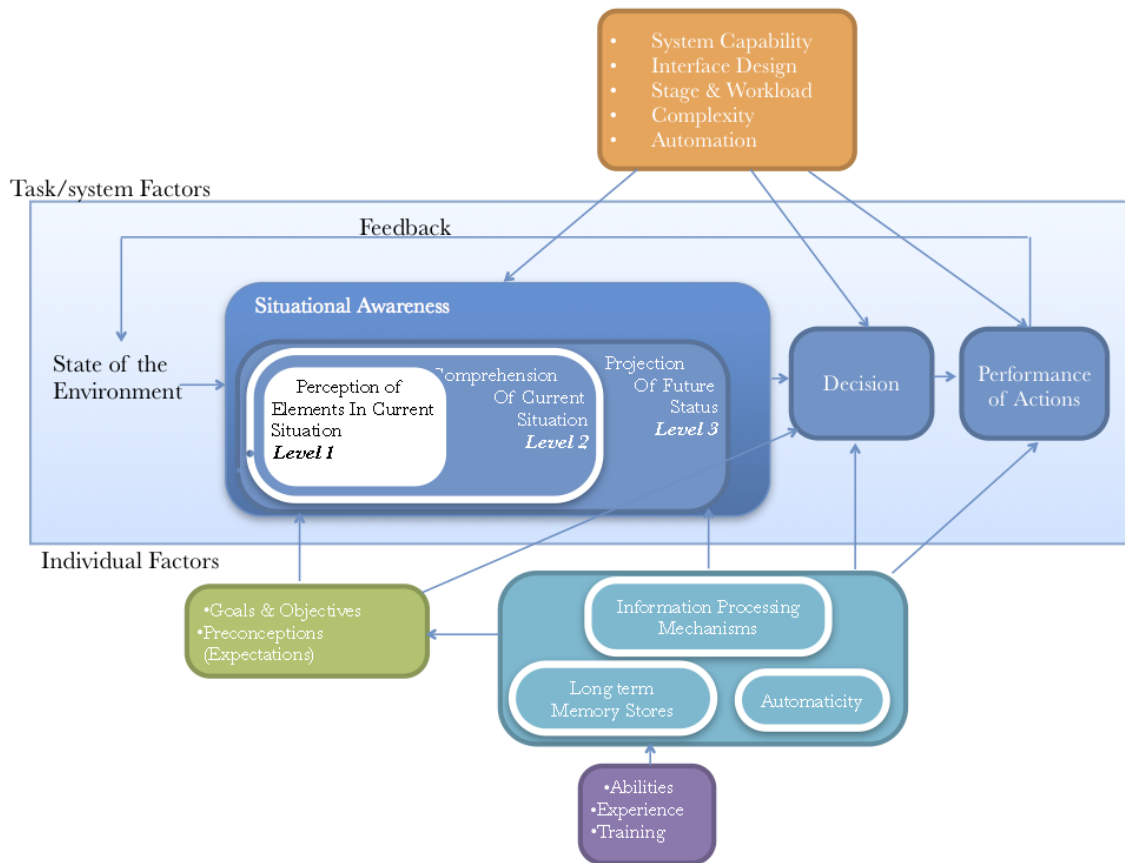 • System Capability
• Interface Design
• Stage & Workload
• Complexity
• Automation
Task/system Factors
Feedback
Situational Awareness
State of the
Environment
Perception of
Elements In Current
Situation
Level 1
Comprehension
Of Current
Situation
Level 2
Projection
Of Future
Status
Level 3
Decision
Performance
of Actions
Individual Factors
•Goals & Objectives
•Preconceptions
(Expectations)
Information Processing
Mechanisms
Long term
Memory Stores
Automaticity
•Abilities
•Experience
•Training